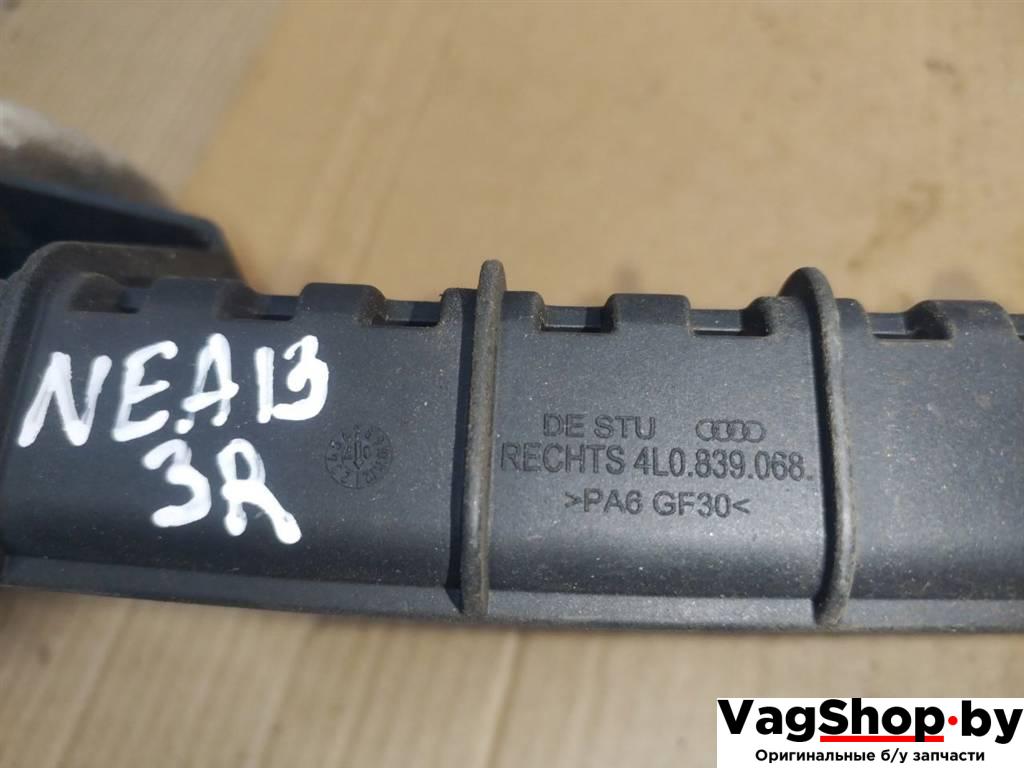 NEA13
3R
DE STU
RECHTS 4L0.839.068.
>PA6 GF30<
VagShop.by
Оригинальные б/у запчасти